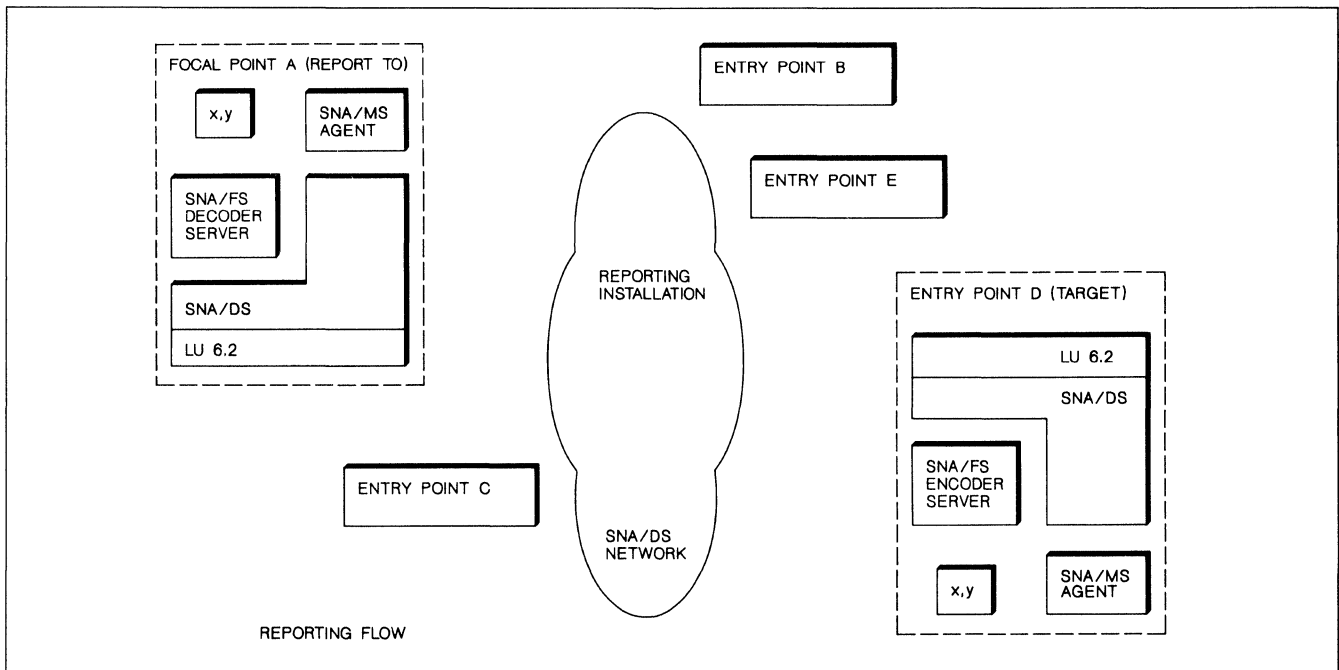 FOCAL POINT A (REPORT TO)
x,y
SNA/MS
AGENT
SNA/FS
DECODER
SERVER
SNA/DS
LU 6.2
ENTRY POINT B
ENTRY POINT E
REPORTING
INSTALLATION
ENTRY POINT D (TARGET)
LU 6.2
SNA/DS
SNA/FS
ENCODER
SERVER
x,y
SNA/MS
AGENT
ENTRY POINT C
SNA/DS
NETWORK
REPORTING FLOW